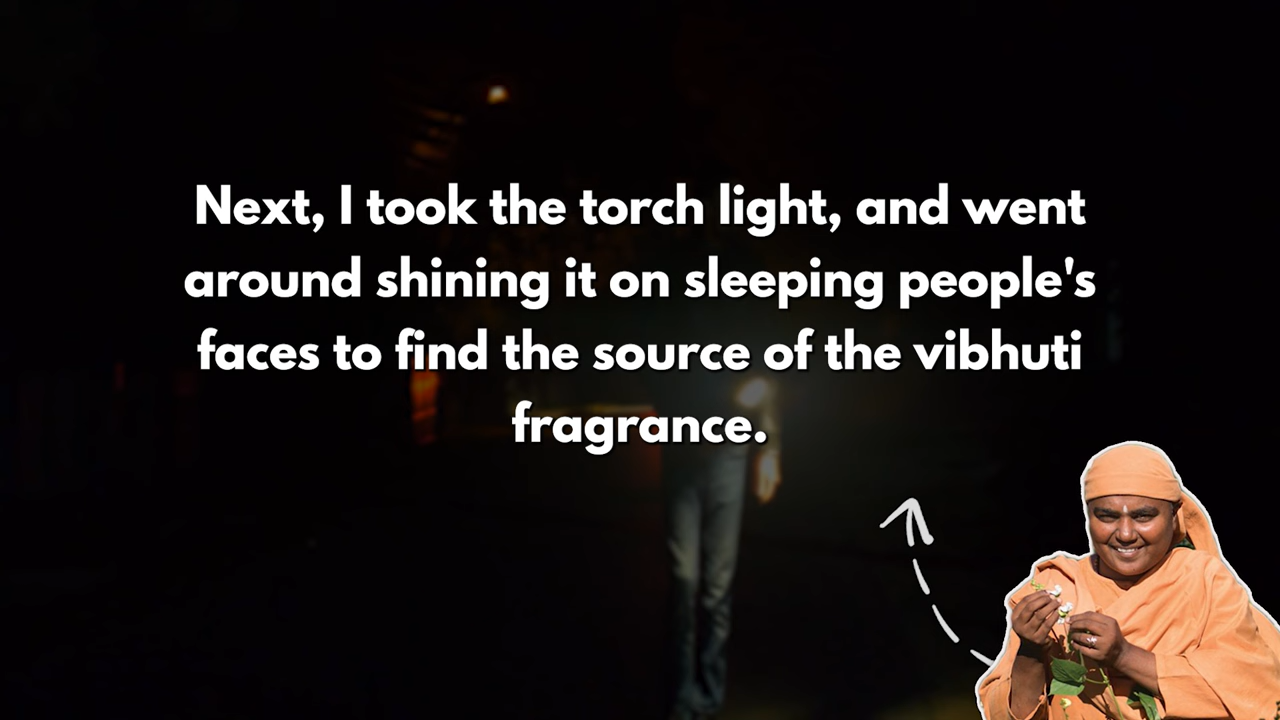 Next, I took the torch light, and went
around shining it on sleeping people's
faces to find the source of the vibhuti
fragrance.